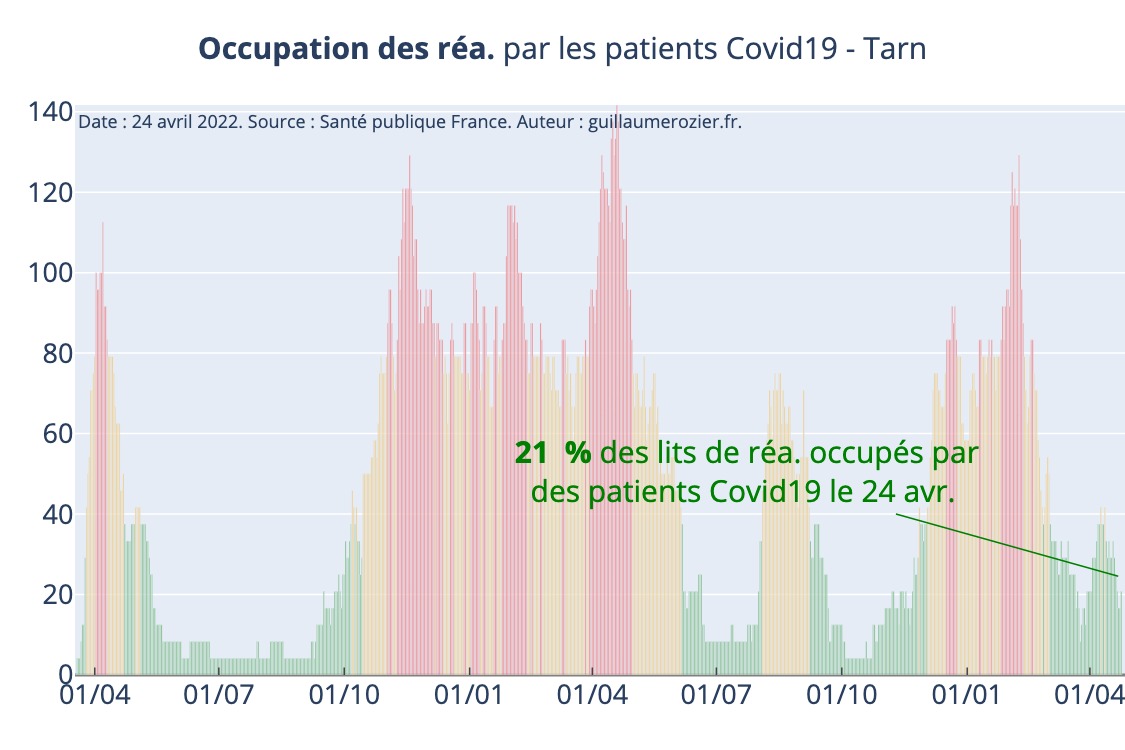 Occupation des réa. par les patients Covid19 - Tarn
140
Date : 24 avril 2022. Source : Santé publique France. Auteur : guillaumerozier.fr.
120
100
80
60
21 % des lits de réa. occupés par
des patients Covid19 le 24 avr.
40
20
0
01/04 01/07 01/10 01/01 01/04 01/07 01/10 01/01 01/04